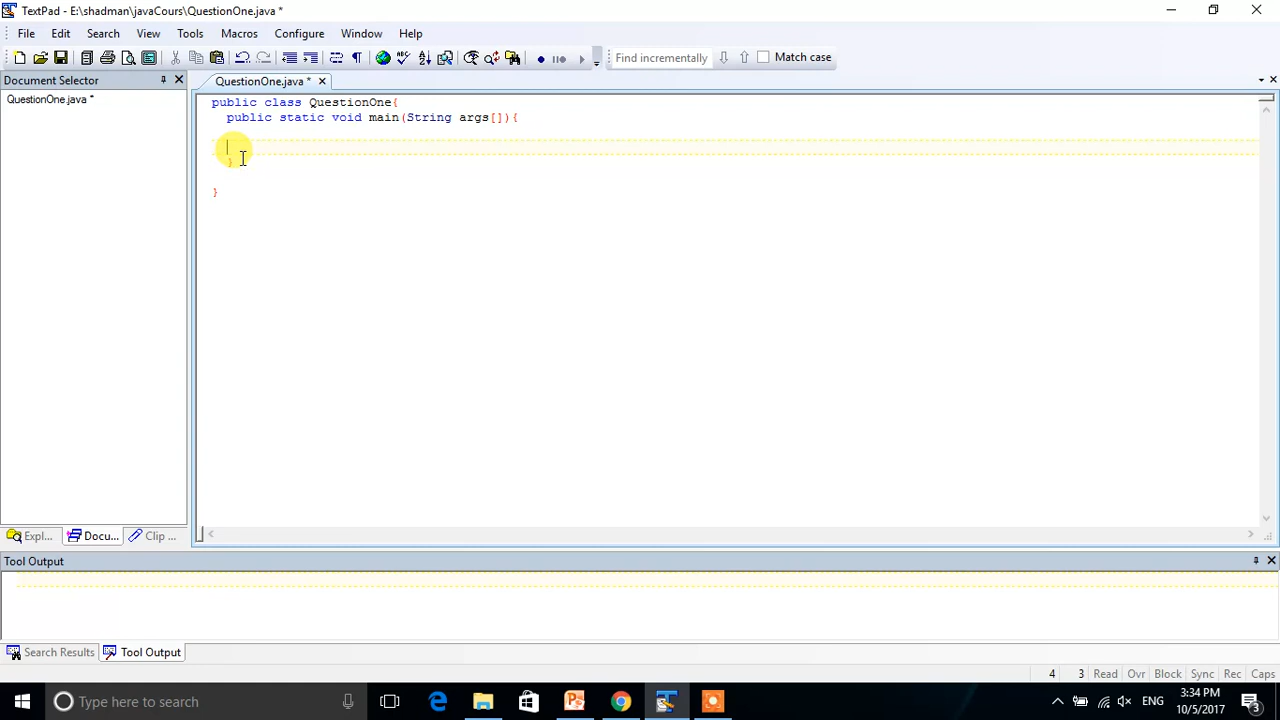 TextPad - E:\shadman\javaCours\QuestionOne.java *
File Edit Search View Tools Macros Configure Window Help
Find incrementally Match case
Document Selector
QuestionOne.java *
QuestionOne.java *
public class QuestionOne{
public static void main(String args[]){
}
}
Expl... Docu... Clip ...
Tool Output
Search Results Tool Output
4 3 Read Ovr Block Sync Rec Caps
Type here to search
ENG
3:34 PM
10/5/2017
3